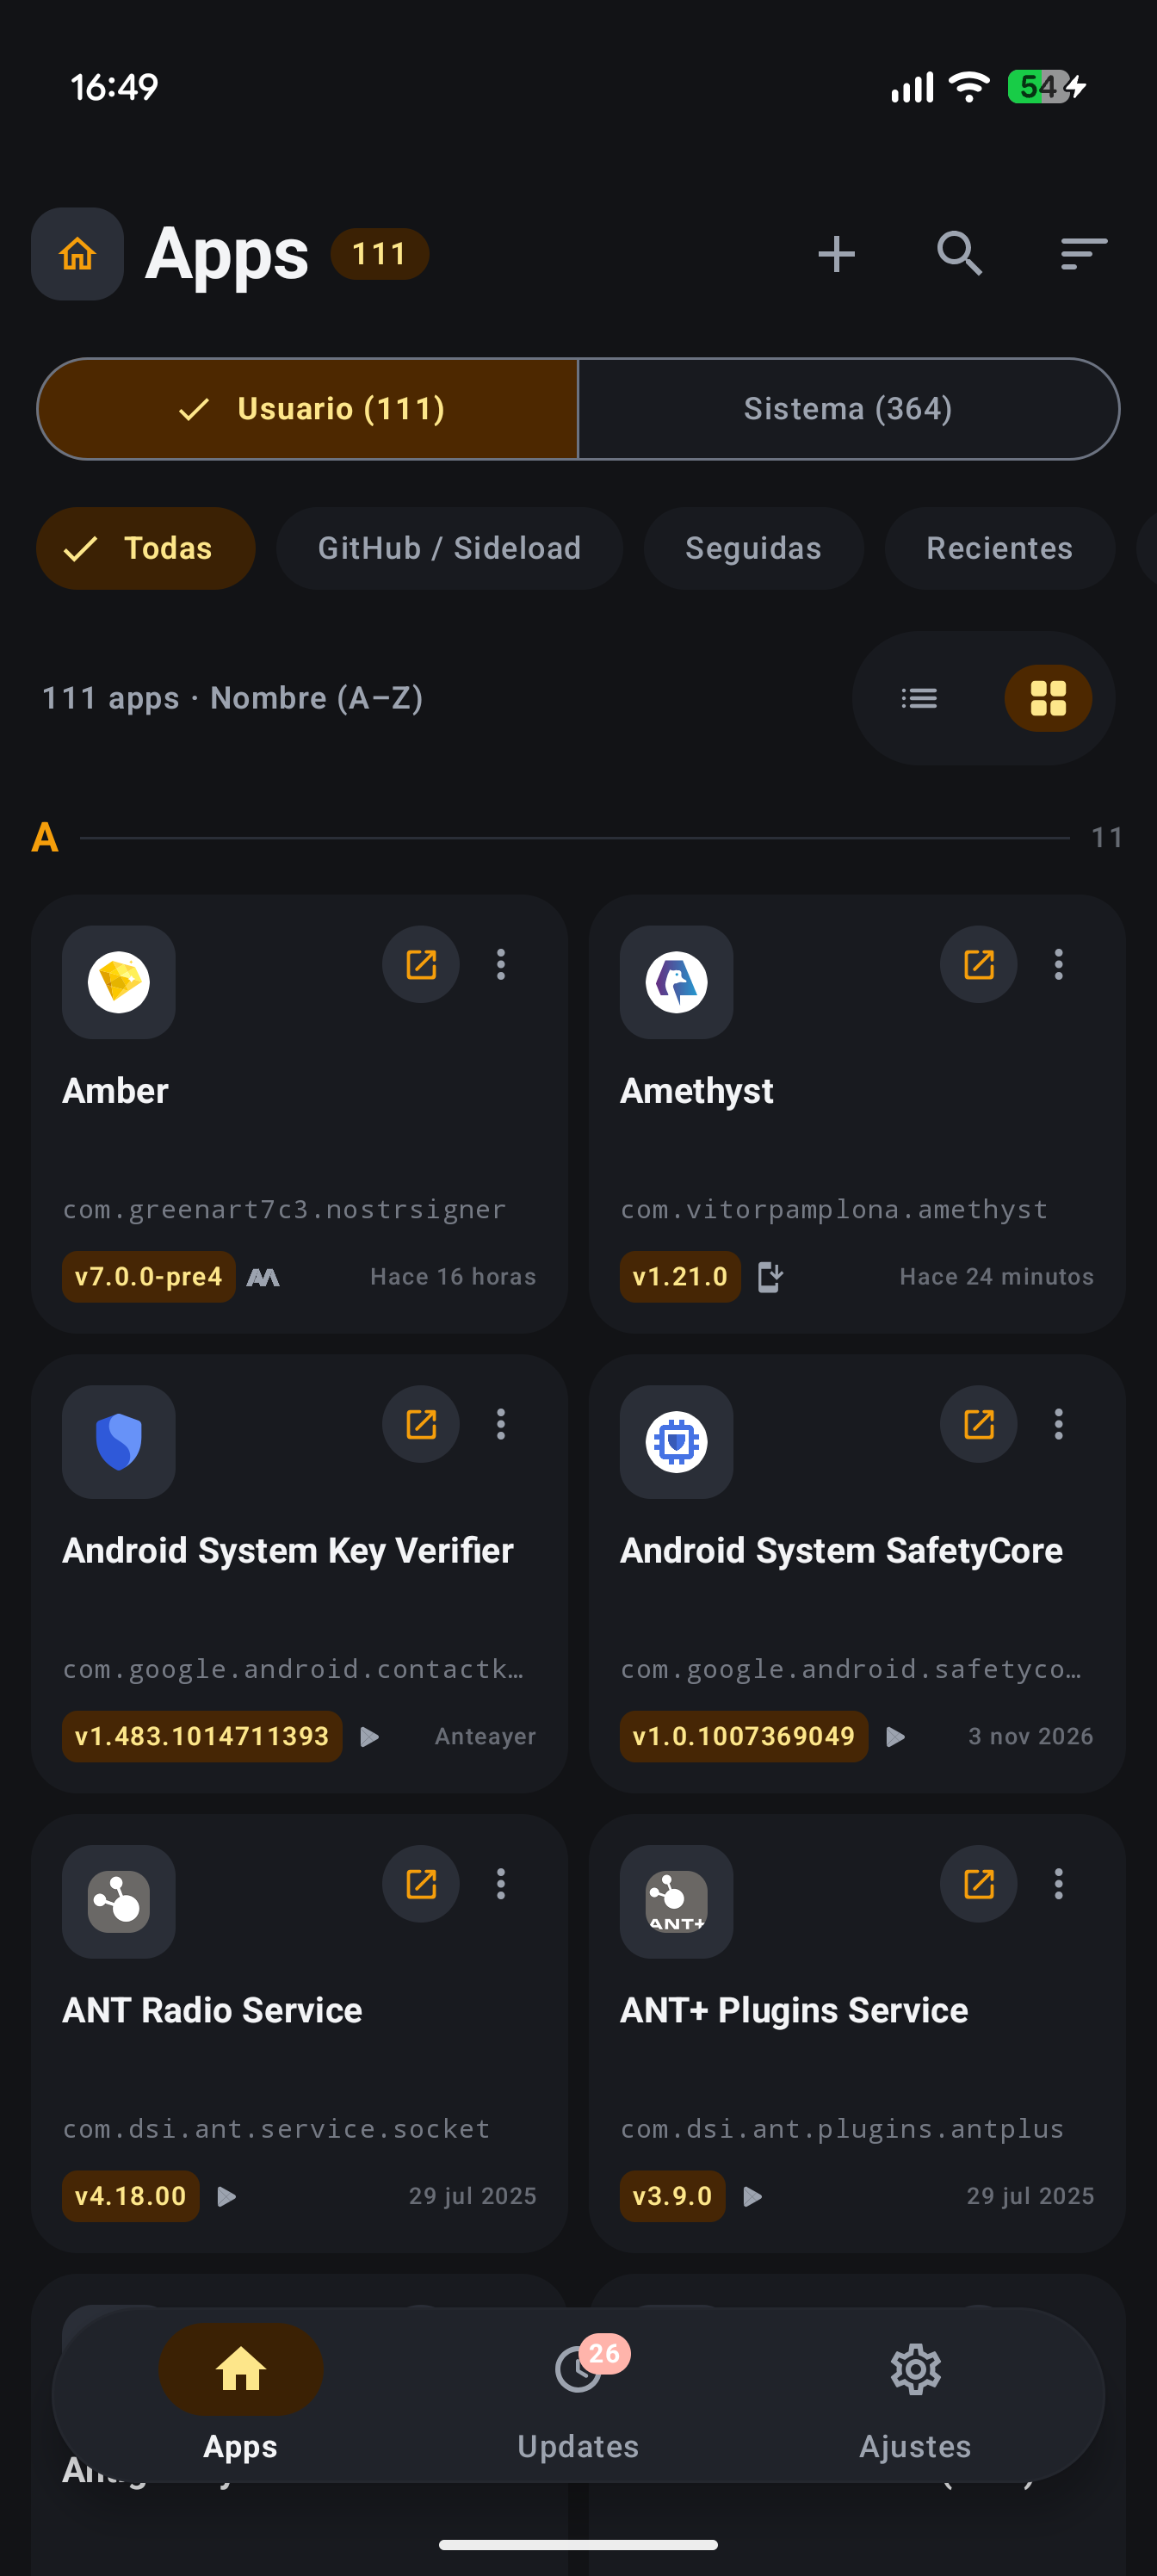 16:49
54
Apps 111
Usuario (111) Sistema (364)
Todas GitHub / Sideload Seguidas Recientes
111 apps · Nombre (A–Z)
A 11
Amber
com.greenart7c3.nostrsigner
v7.0.0-pre4 Hace 16 horas
Amethyst
com.vitorpamplona.amethyst
v1.21.0 Hace 24 minutos
Android System Key Verifier
com.google.android.contactk…
v1.483.1014711393 Anteayer
Android System SafetyCore
com.google.android.safetyco…
v1.0.1007369049 3 nov 2026
ANT Radio Service
com.dsi.ant.service.socket
v4.18.00 29 jul 2025
ANT+
ANT+ Plugins Service
com.dsi.ant.plugins.antplus
v3.9.0 29 jul 2025
26
Apps Updates Ajustes